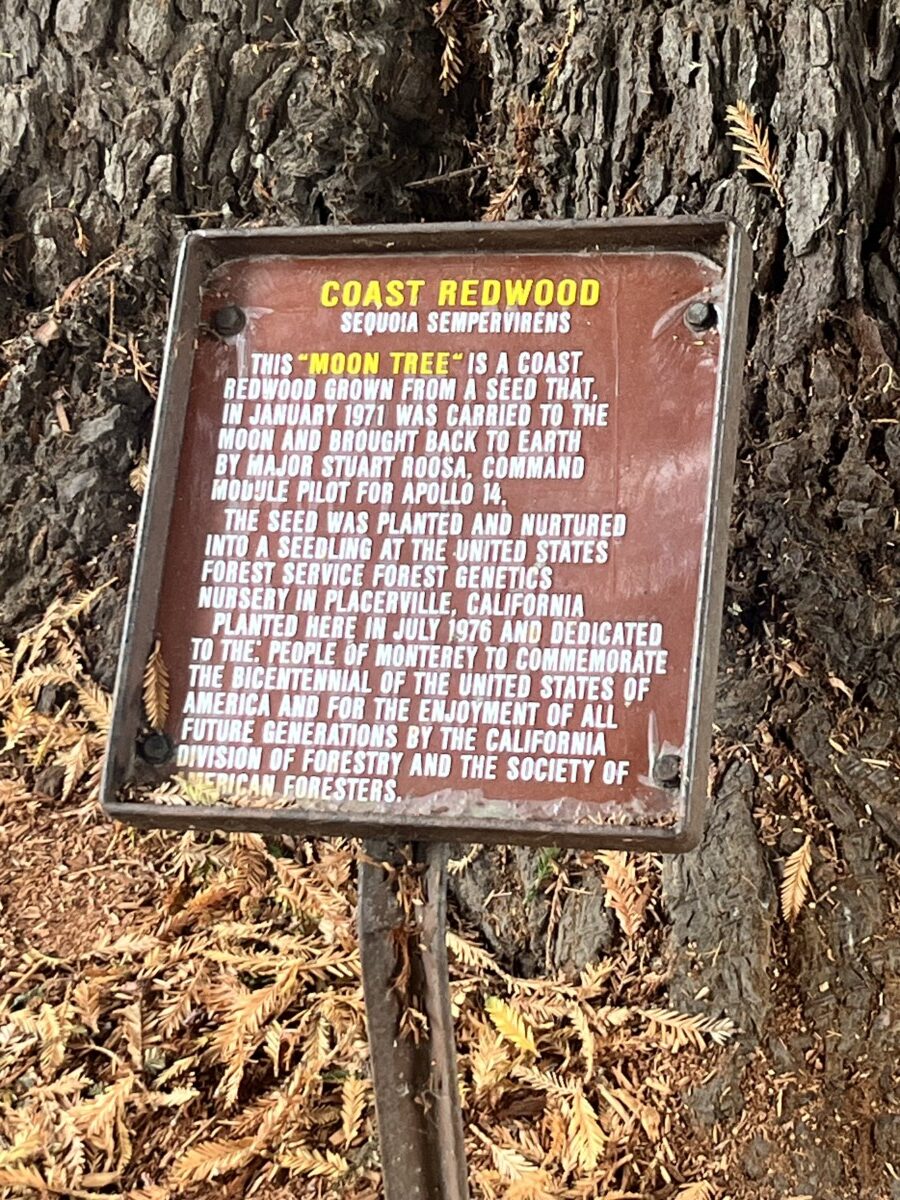 COAST REDWOOD
SEQUOIA SEMPERVIRENS
THIS "MOON TREE" IS A COAST
REDWOOD GROWN FROM A SEED THAT,
IN JANUARY 1971 WAS CARRIED TO THE
MOON AND BROUGHT BACK TO EARTH
BY MAJOR STUART ROOSA, COMMAND
MODULE PILOT FOR APOLLO 14.
THE SEED WAS PLANTED AND NURTURED
INTO A SEEDLING AT THE UNITED STATES
FOREST SERVICE FOREST GENETICS
NURSERY IN PLACERVILLE, CALIFORNIA
PLANTED HERE IN JULY 1976 AND DEDICATED
TO THE PEOPLE OF MONTEREY TO COMMEMORATE
THE BICENTENNIAL OF THE UNITED STATES OF
AMERICA AND FOR THE ENJOYMENT OF ALL
FUTURE GENERATIONS BY THE CALIFORNIA
DIVISION OF FORESTRY AND THE SOCIETY OF
AMERICAN FORESTERS.